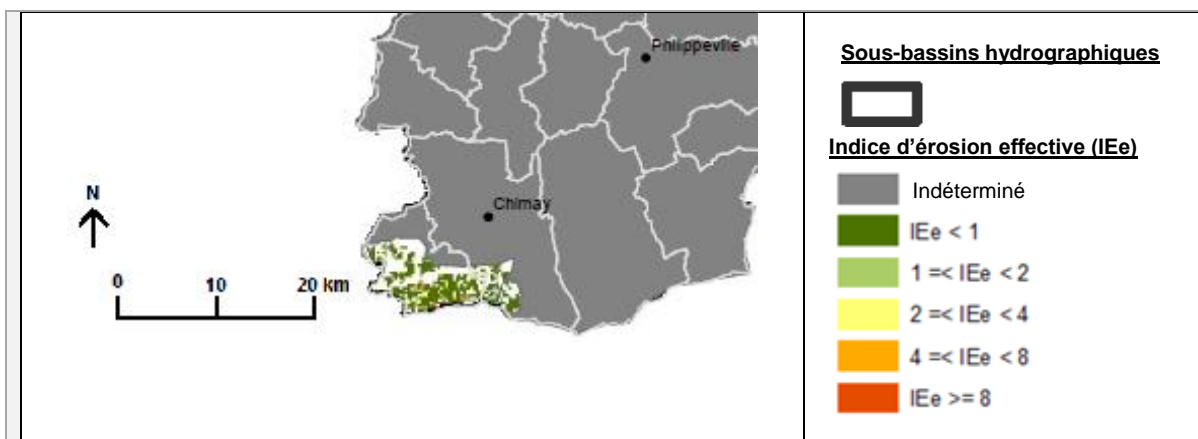 Philippeville
Chimay
N
0 10 20 km
Sous-bassins hydrographiques
Indice d'érosion effective (IEe)
Indéterminé
IEe < 1
1 =< IEe < 2
2 =< IEe < 4
4 =< IEe < 8
IEe >= 8